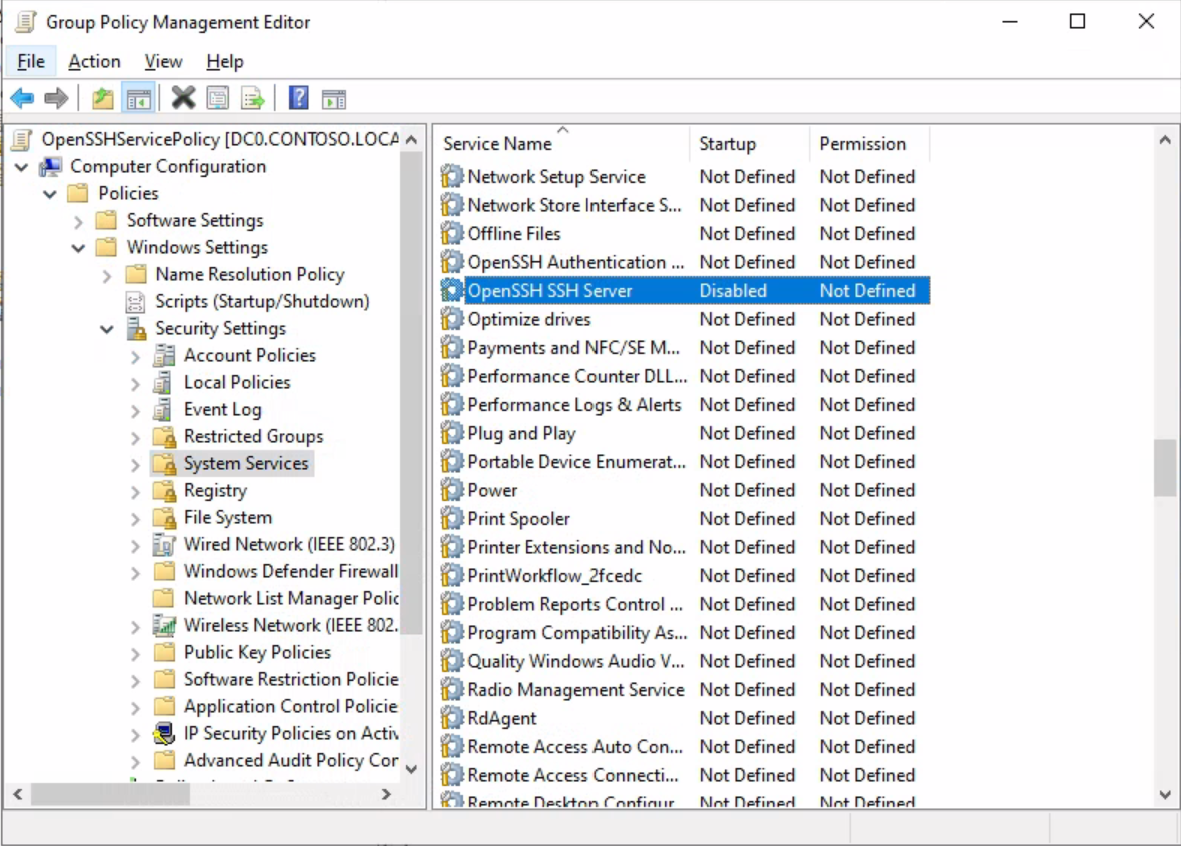 Group Policy Management Editor
File Action View Help
OpenSSHServicePolicy [DC0.CONTOSO.LOCA
Computer Configuration
Policies
Software Settings
Windows Settings
Name Resolution Policy
Scripts (Startup/Shutdown)
Security Settings
Account Policies
Local Policies
Event Log
Restricted Groups
System Services
Registry
File System
Wired Network (IEEE 802.3)
Windows Defender Firewall
Network List Manager Polic
Wireless Network (IEEE 802.
Public Key Policies
Software Restriction Policie
Application Control Policie
IP Security Policies on Activ
Advanced Audit Policy Cor
Service Name Startup Permission
Network Setup Service Not Defined Not Defined
Network Store Interface S... Not Defined Not Defined
Offline Files Not Defined Not Defined
OpenSSH Authentication ... Not Defined Not Defined
OpenSSH SSH Server Disabled Not Defined
Optimize drives Not Defined Not Defined
Payments and NFC/SE M... Not Defined Not Defined
Performance Counter DLL... Not Defined Not Defined
Performance Logs & Alerts Not Defined Not Defined
Plug and Play Not Defined Not Defined
Portable Device Enumerat... Not Defined Not Defined
Power Not Defined Not Defined
Print Spooler Not Defined Not Defined
Printer Extensions and No... Not Defined Not Defined
PrintWorkflow_2fcedc Not Defined Not Defined
Problem Reports Control ... Not Defined Not Defined
Program Compatibility As... Not Defined Not Defined
Quality Windows Audio V... Not Defined Not Defined
Radio Management Service Not Defined Not Defined
RdAgent Not Defined Not Defined
Remote Access Auto Con... Not Defined Not Defined
Remote Access Connecti... Not Defined Not Defined
Remote Desktop Configur Not Defined Not Defined